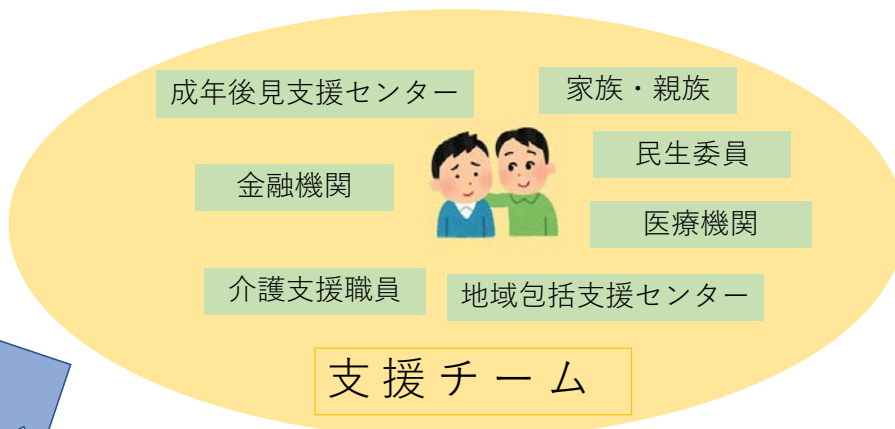 成年後見支援センター
家族・親族
民生委員
金融機関
医療機関
介護支援職員
地域包括支援センター
支援チーム